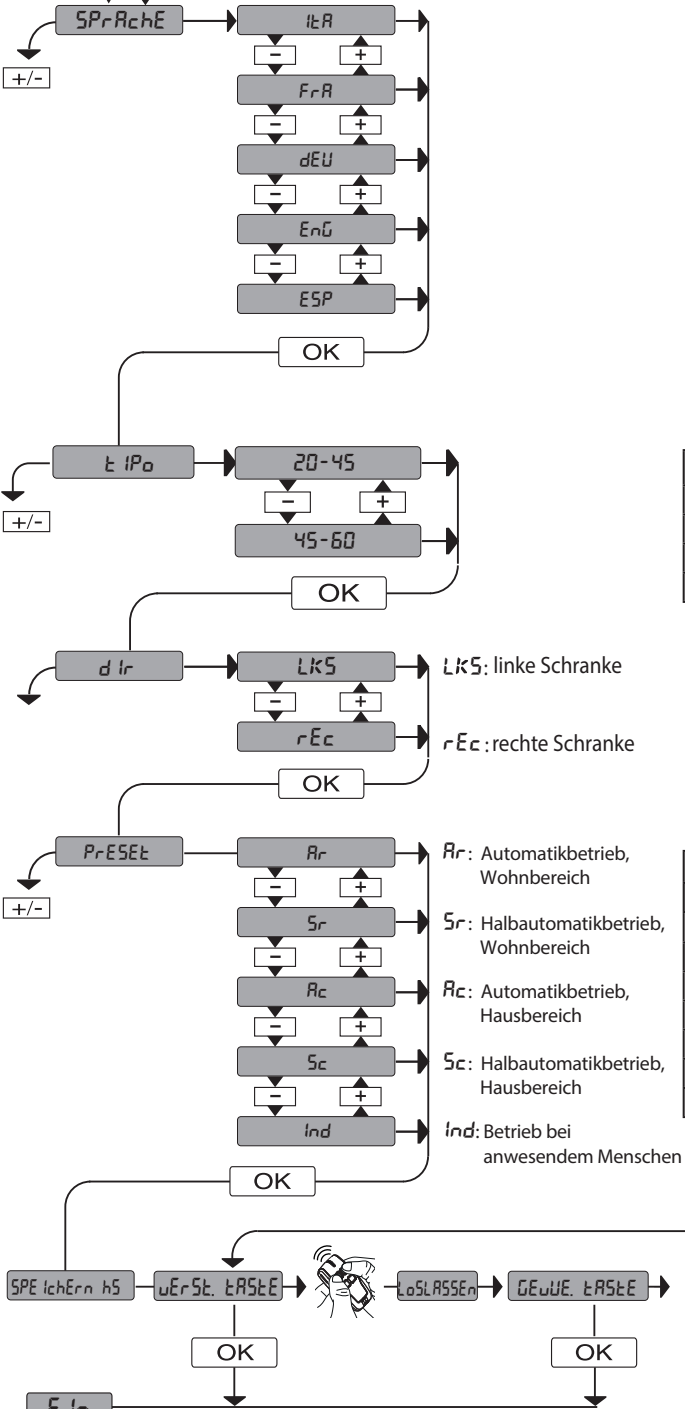 SPrAchE
ItA
+/-
- +
FrA
- +
dEU
- +
EnG
- +
ESP
OK
tIPo
20-45
+/-
- +
45-60
OK
dIr
LKS
LKS: linke Schranke
- +
rEc
rEc: rechte Schranke
OK
PrESEt
Ar
Ar: Automatikbetrieb,
Wohnbereich
+/-
- +
Sr
Sr: Halbautomatikbetrieb,
Wohnbereich
- +
Ac
Ac: Automatikbetrieb,
Hausbereich
- +
Sc
Sc: Halbautomatikbetrieb,
Hausbereich
- +
Ind
Ind: Betrieb bei
anwesendem Menschen
OK
SPEIchErn hS
uErSt. tAStE
LoSLASSEn
GEwUE. tAStE
OK
OK